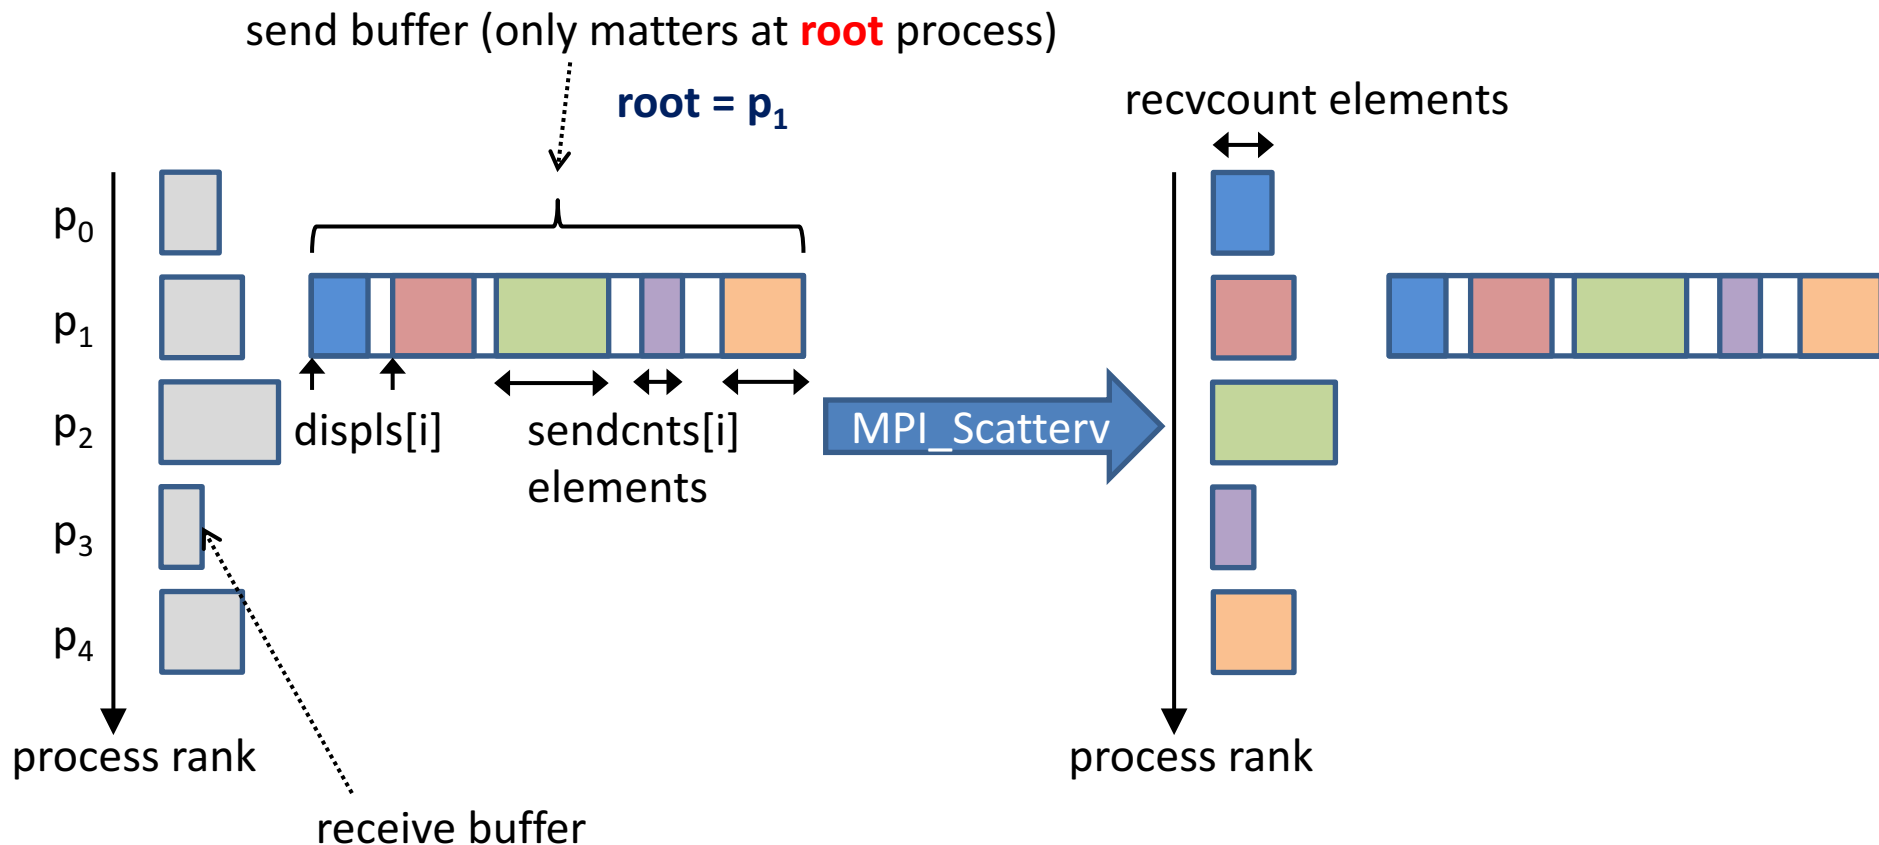 send buffer (only matters at root process)
root = p1
recvcount elements
p0
p1
p2
p3
p4
displs[i]
sendcnts[i]
elements
MPI_Scatterv
process rank
process rank
receive buffer